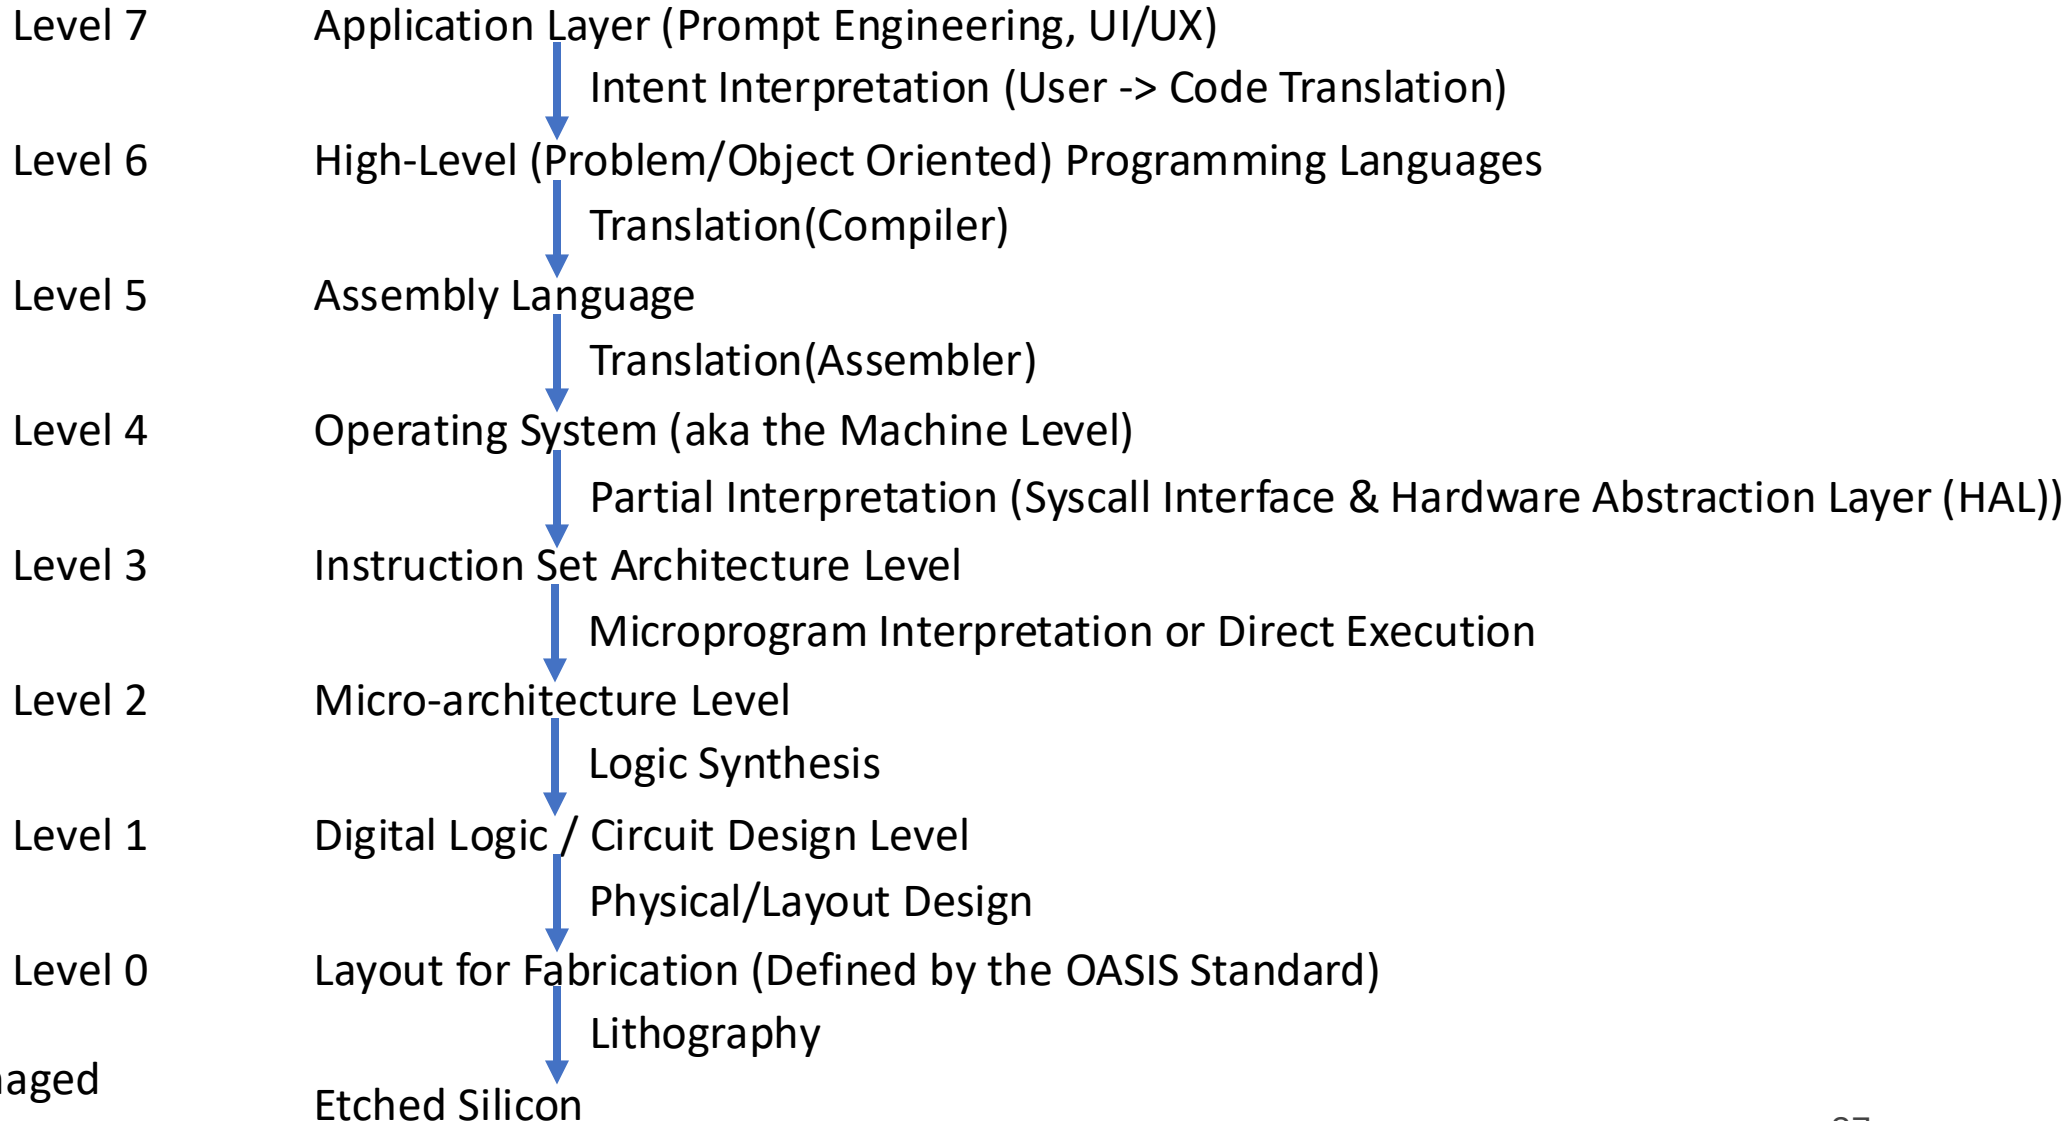 Level 7 Application Layer (Prompt Engineering, UI/UX)
Intent Interpretation (User -> Code Translation)
Level 6 High-Level (Problem/Object Oriented) Programming Languages
Translation(Compiler)
Level 5 Assembly Language
Translation(Assembler)
Level 4 Operating System (aka the Machine Level)
Partial Interpretation (Syscall Interface & Hardware Abstraction Layer (HAL))
Level 3 Instruction Set Architecture Level
Microprogram Interpretation or Direct Execution
Level 2 Micro-architecture Level
Logic Synthesis
Level 1 Digital Logic / Circuit Design Level
Physical/Layout Design
Level 0 Layout for Fabrication (Defined by the OASIS Standard)
Lithography
Etched Silicon